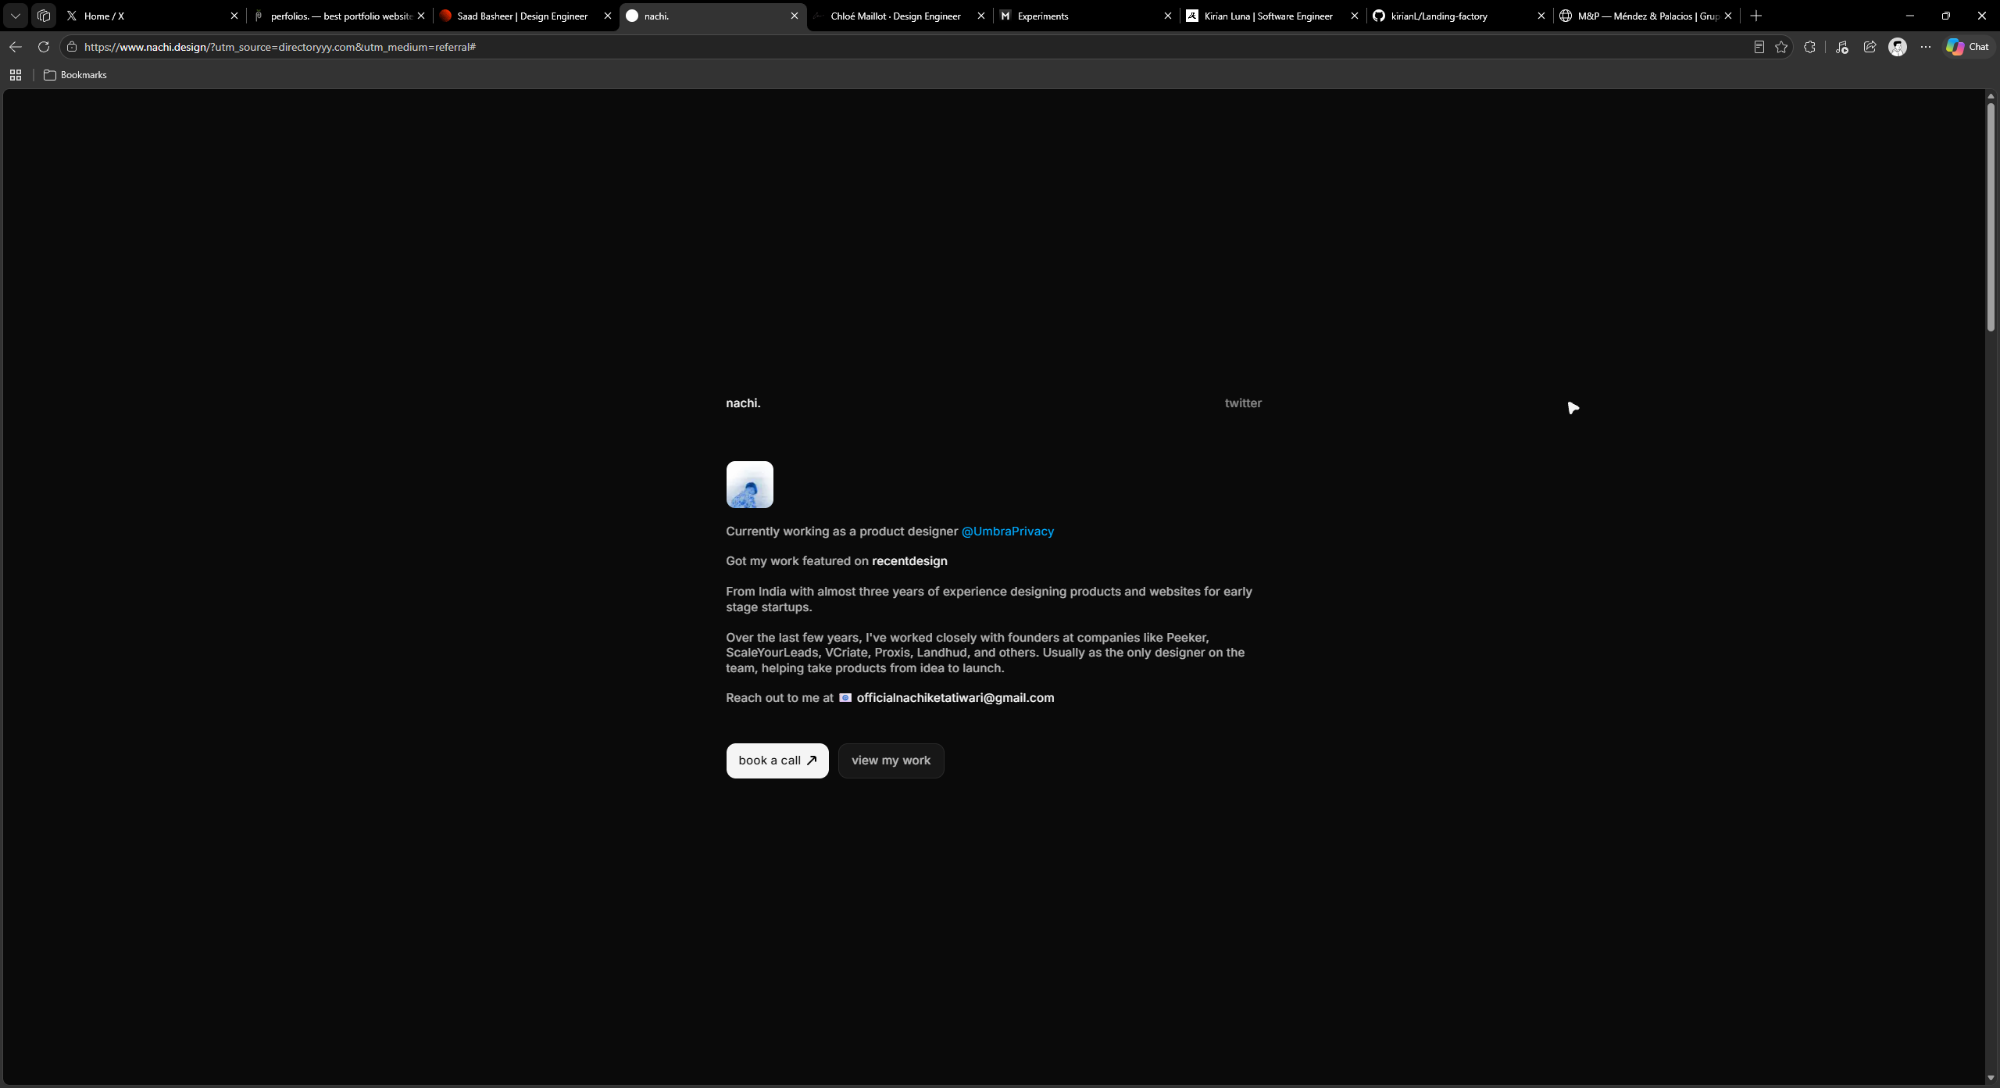 Home / X
perfolios. — best portfolio website
Saad Basheer | Design Engineer
nachi.
Chloé Maillot · Design Engineer
M Experiments
Kirian Luna | Software Engineer
kirianL/Landing-factory
M&P — Méndez & Palacios | Grup
https://www.nachi.design/?utm_source=directoryyy.com&utm_medium=referral#
Chat
Bookmarks
nachi.
twitter
Currently working as a product designer @UmbraPrivacy
Got my work featured on recentdesign
From India with almost three years of experience designing products and websites for early
stage startups.
Over the last few years, I've worked closely with founders at companies like Peeker,
ScaleYourLeads, VCriate, Proxis, Landhud, and others. Usually as the only designer on the
team, helping take products from idea to launch.
Reach out to me at officialnachiketatiwari@gmail.com
book a call
view my work